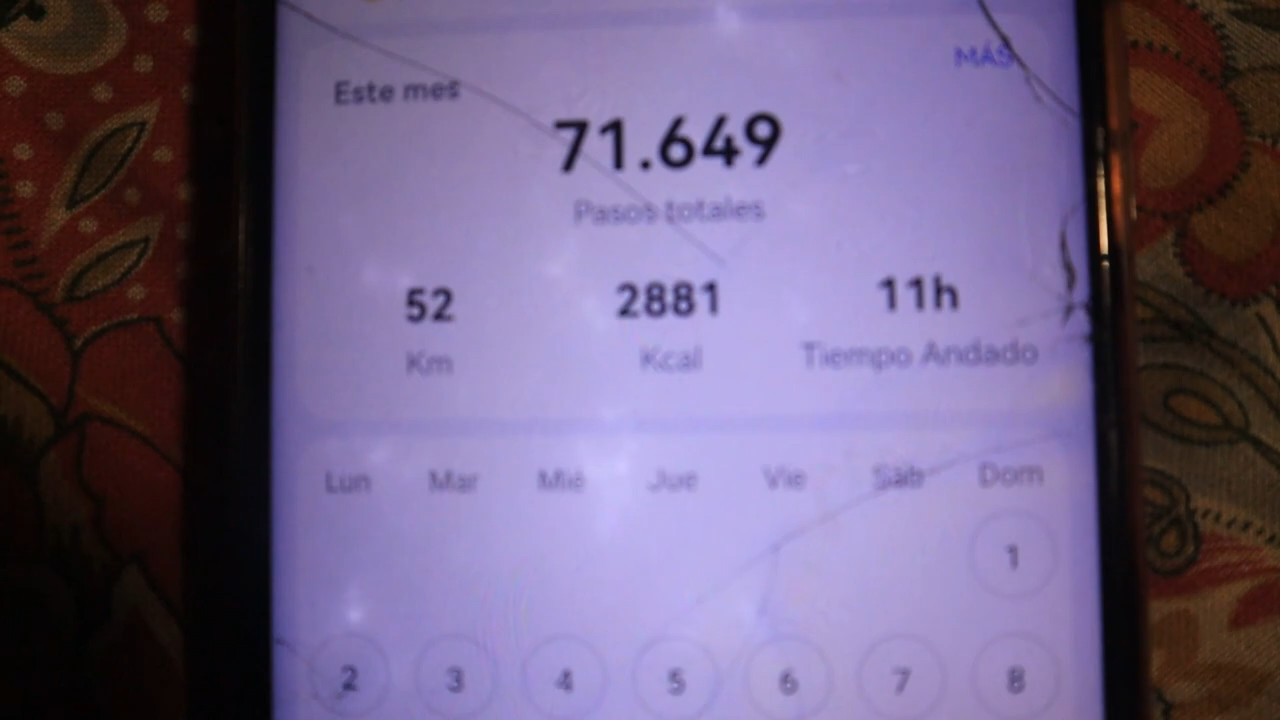 MÁS
Este mes
71.649
Pasos totales
52 2881 11h
Km Kcal Tiempo Andado
Lun Mar Mié Jue Vie Sáb Dom
1
2 3 4 5 6 7 8